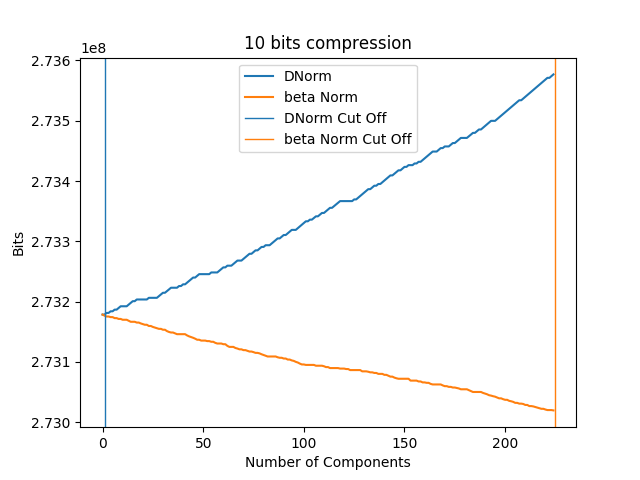 10 bits compression
1e8
2.736
2.735
2.734
2.733
2.732
2.731
2.730
Bits
DNorm
beta Norm
DNorm Cut Off
beta Norm Cut Off
0 50 100 150 200
Number of Components